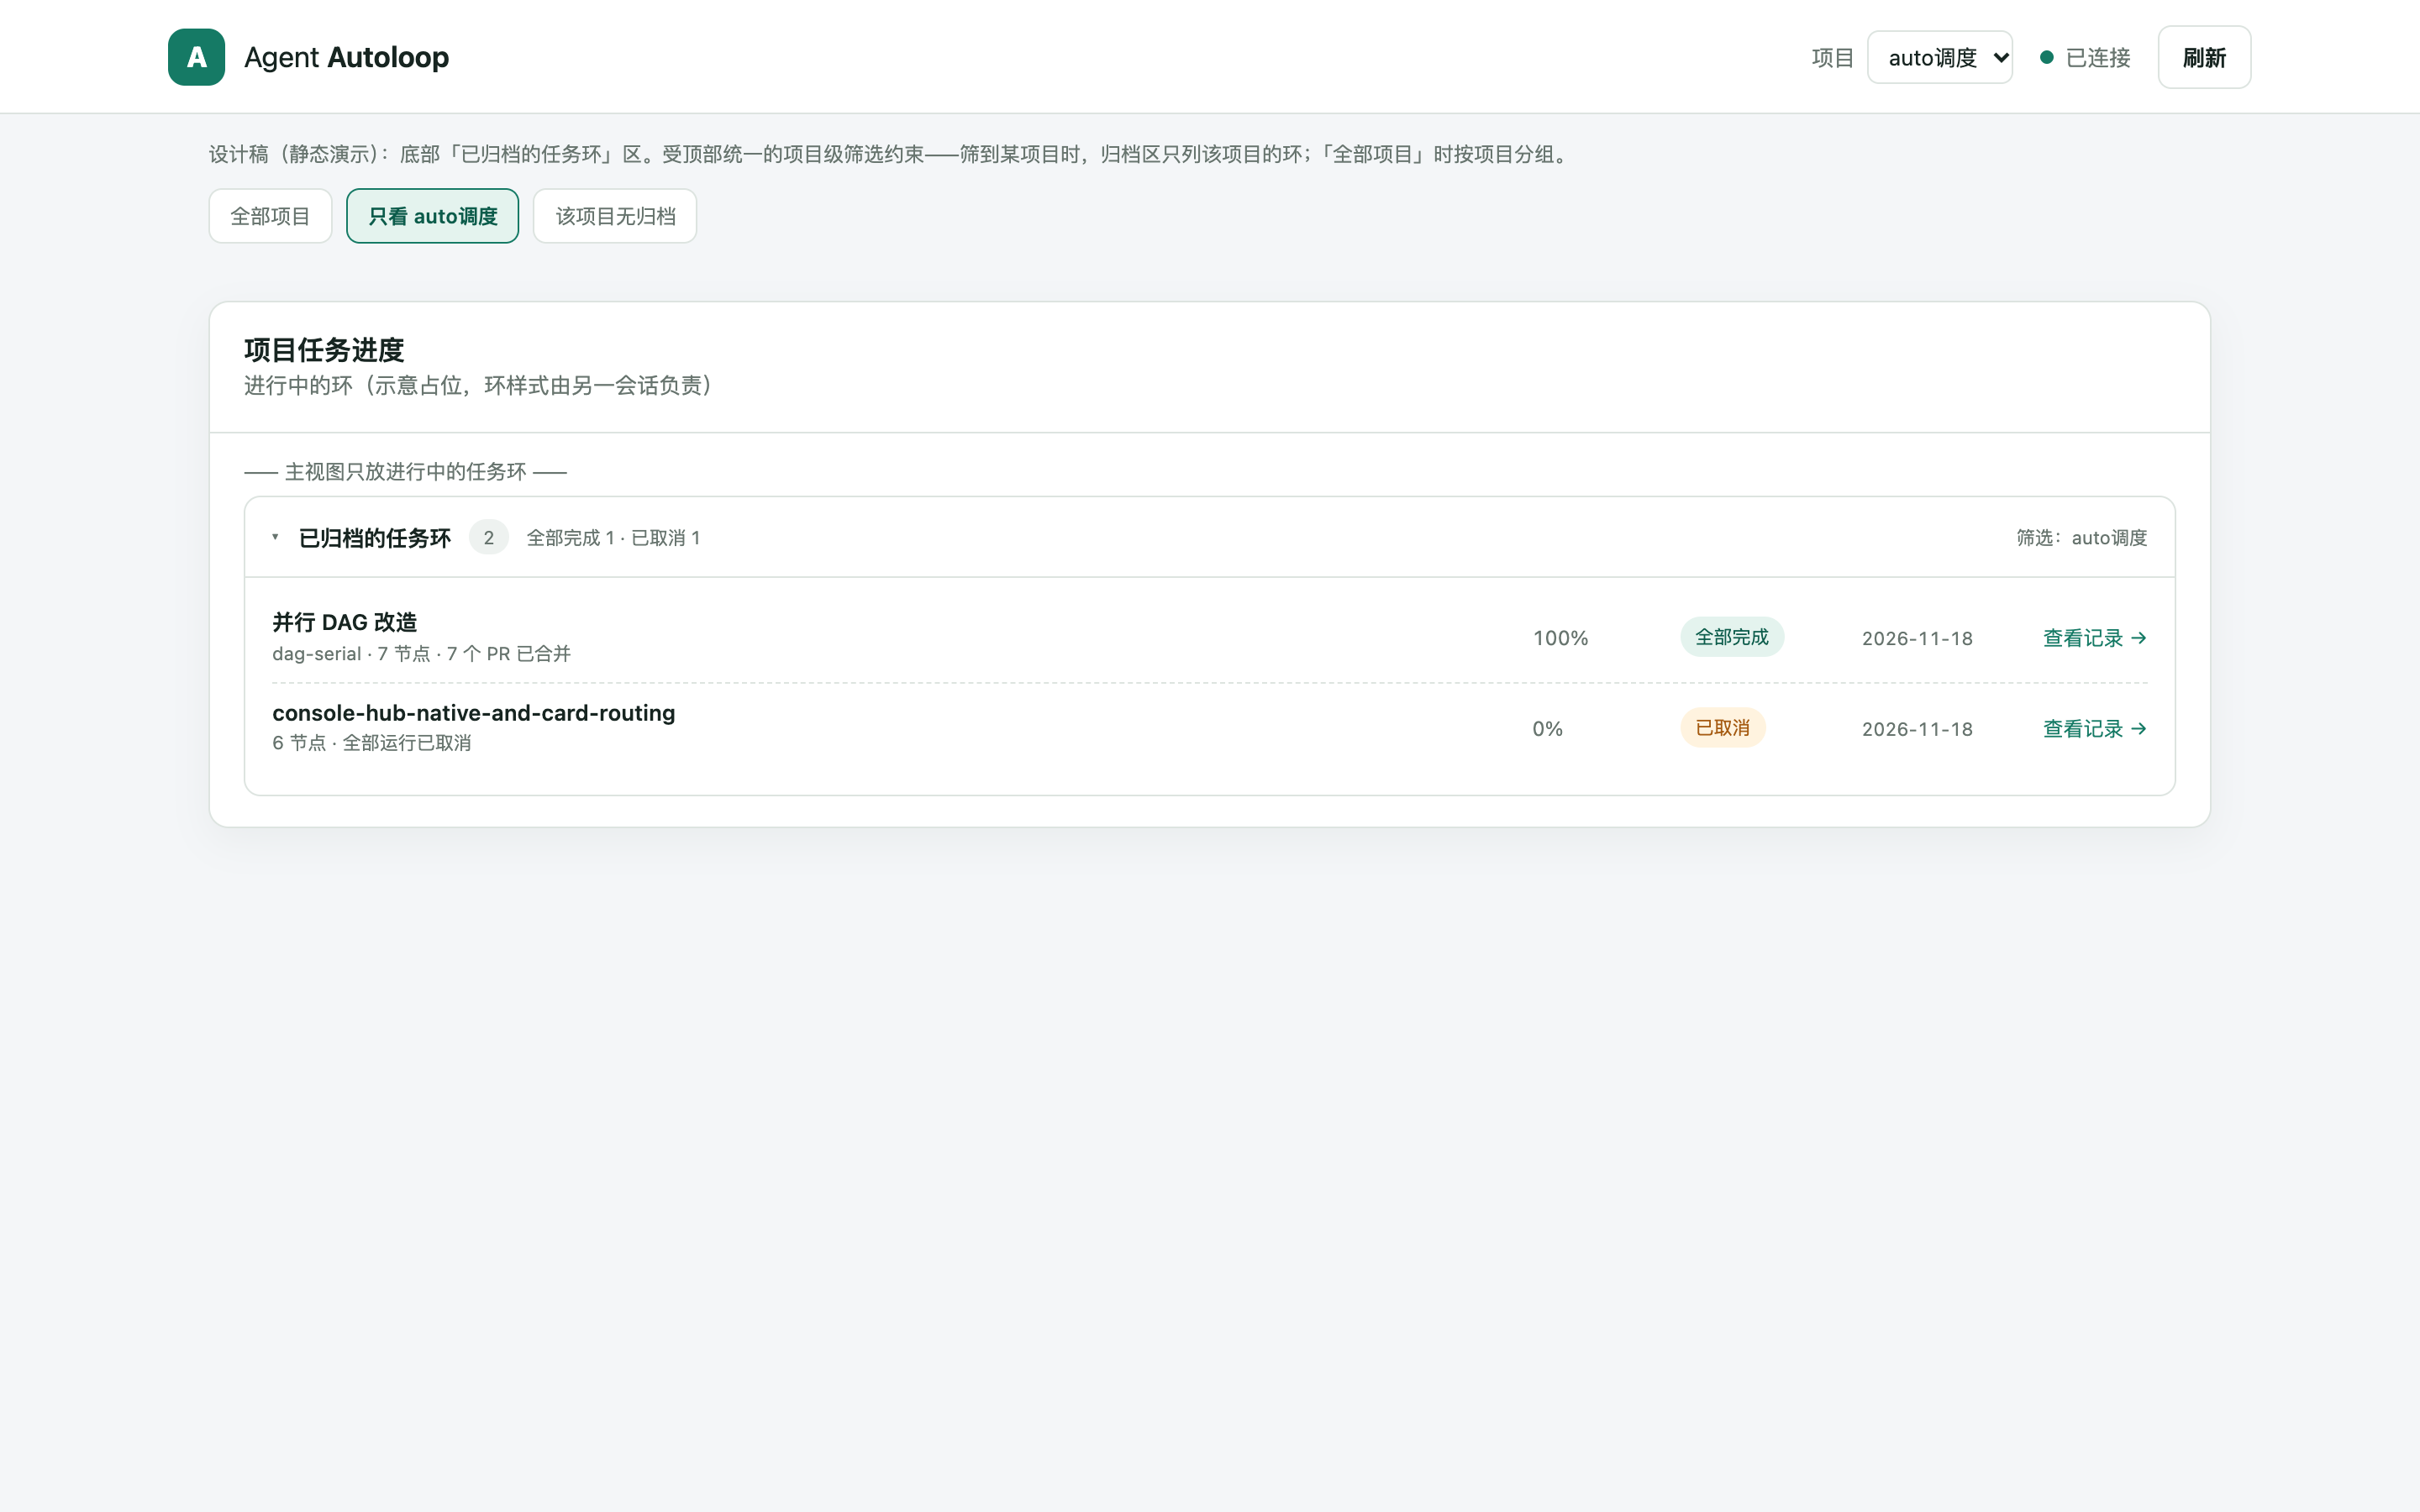 A Agent Autoloop 项目 auto调度 已连接 刷新
设计稿（静态演示）：底部「已归档的任务环」区。受顶部统一的项目级筛选约束——筛到某项目时，归档区只列该项目的环；「全部项目」时按项目分组。
全部项目 只看 auto调度 该项目无归档
项目任务进度
进行中的环（示意占位，环样式由另一会话负责）
—— 主视图只放进行中的任务环 ——
▾ 已归档的任务环 2 全部完成 1 · 已取消 1 筛选：auto调度
并行 DAG 改造
dag-serial · 7 节点 · 7 个 PR 已合并
100% 全部完成 2026-11-18 查看记录 →
console-hub-native-and-card-routing
6 节点 · 全部运行已取消
0% 已取消 2026-11-18 查看记录 →